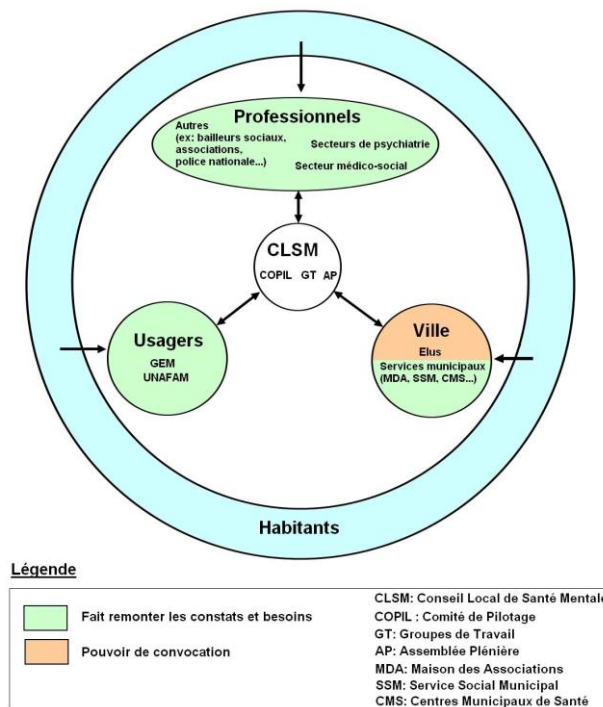 Professionnels
Autres
(ex: bailleurs sociaux,
associations,
police nationale...)
Secteurs de psychiatrie
Secteur médico-social
CLSM
COPIL GT AP
Usagers
GEM
UNAFAM
Ville
Elus
Services municipaux
(MDA, SSM, CMS...)
Habitants
Légende
Fait remonter les constats et besoins
Pouvoir de convocation
CLSM: Conseil Local de Santé Mentale
COPIL : Comité de Pilotage
GT: Groupes de Travail
AP: Assemblée Plénière
MDA: Maison des Associations
SSM: Service Social Municipal
CMS: Centres Municipaux de Santé